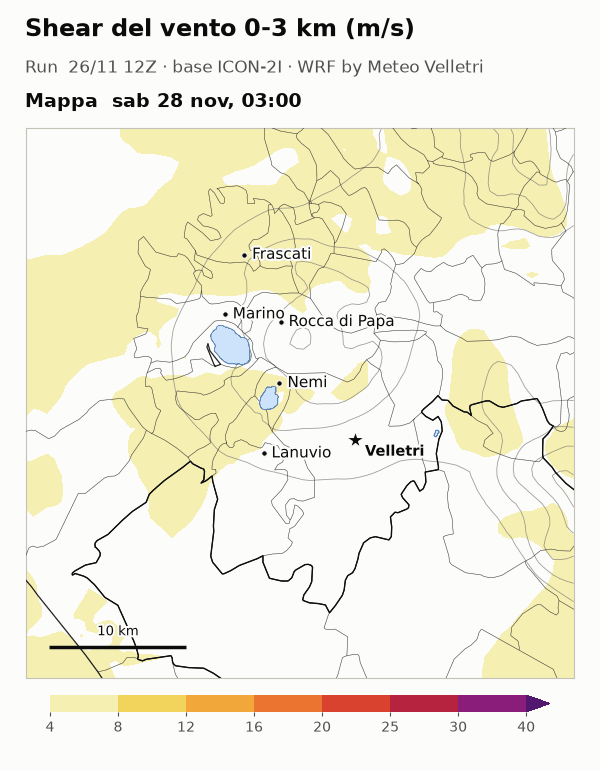 Shear del vento 0-3 km (m/s)
Run  26/11 12Z · base ICON-2I · WRF by Meteo Velletri
Mappa  sab 28 nov, 03:00
Frascati
Marino
Rocca di Papa
Nemi
Velletri
Lanuvio
10 km
4 8 12 16 20 25 30 40